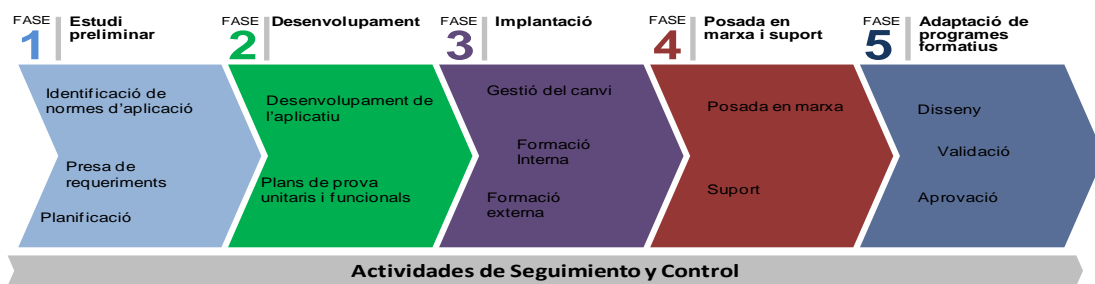 FASE
1
Estudi
preliminar
Identificació de
normes d’aplicació
Presa de
requeriments
Planificació
FASE
2
Desenvolupament
Desenvolupament de
l’aplicatiu
Plans de prova
unitaris i funcionals
FASE
3
Implantació
Gestió del canvi
Formació
Interna
Formació
externa
FASE
4
Posada en
marxa i suport
Posada en marxa
Suport
FASE
5
Adaptació de
programes
formatius
Disseny
Validació
Aprovació
Actividades de Seguimiento y Control